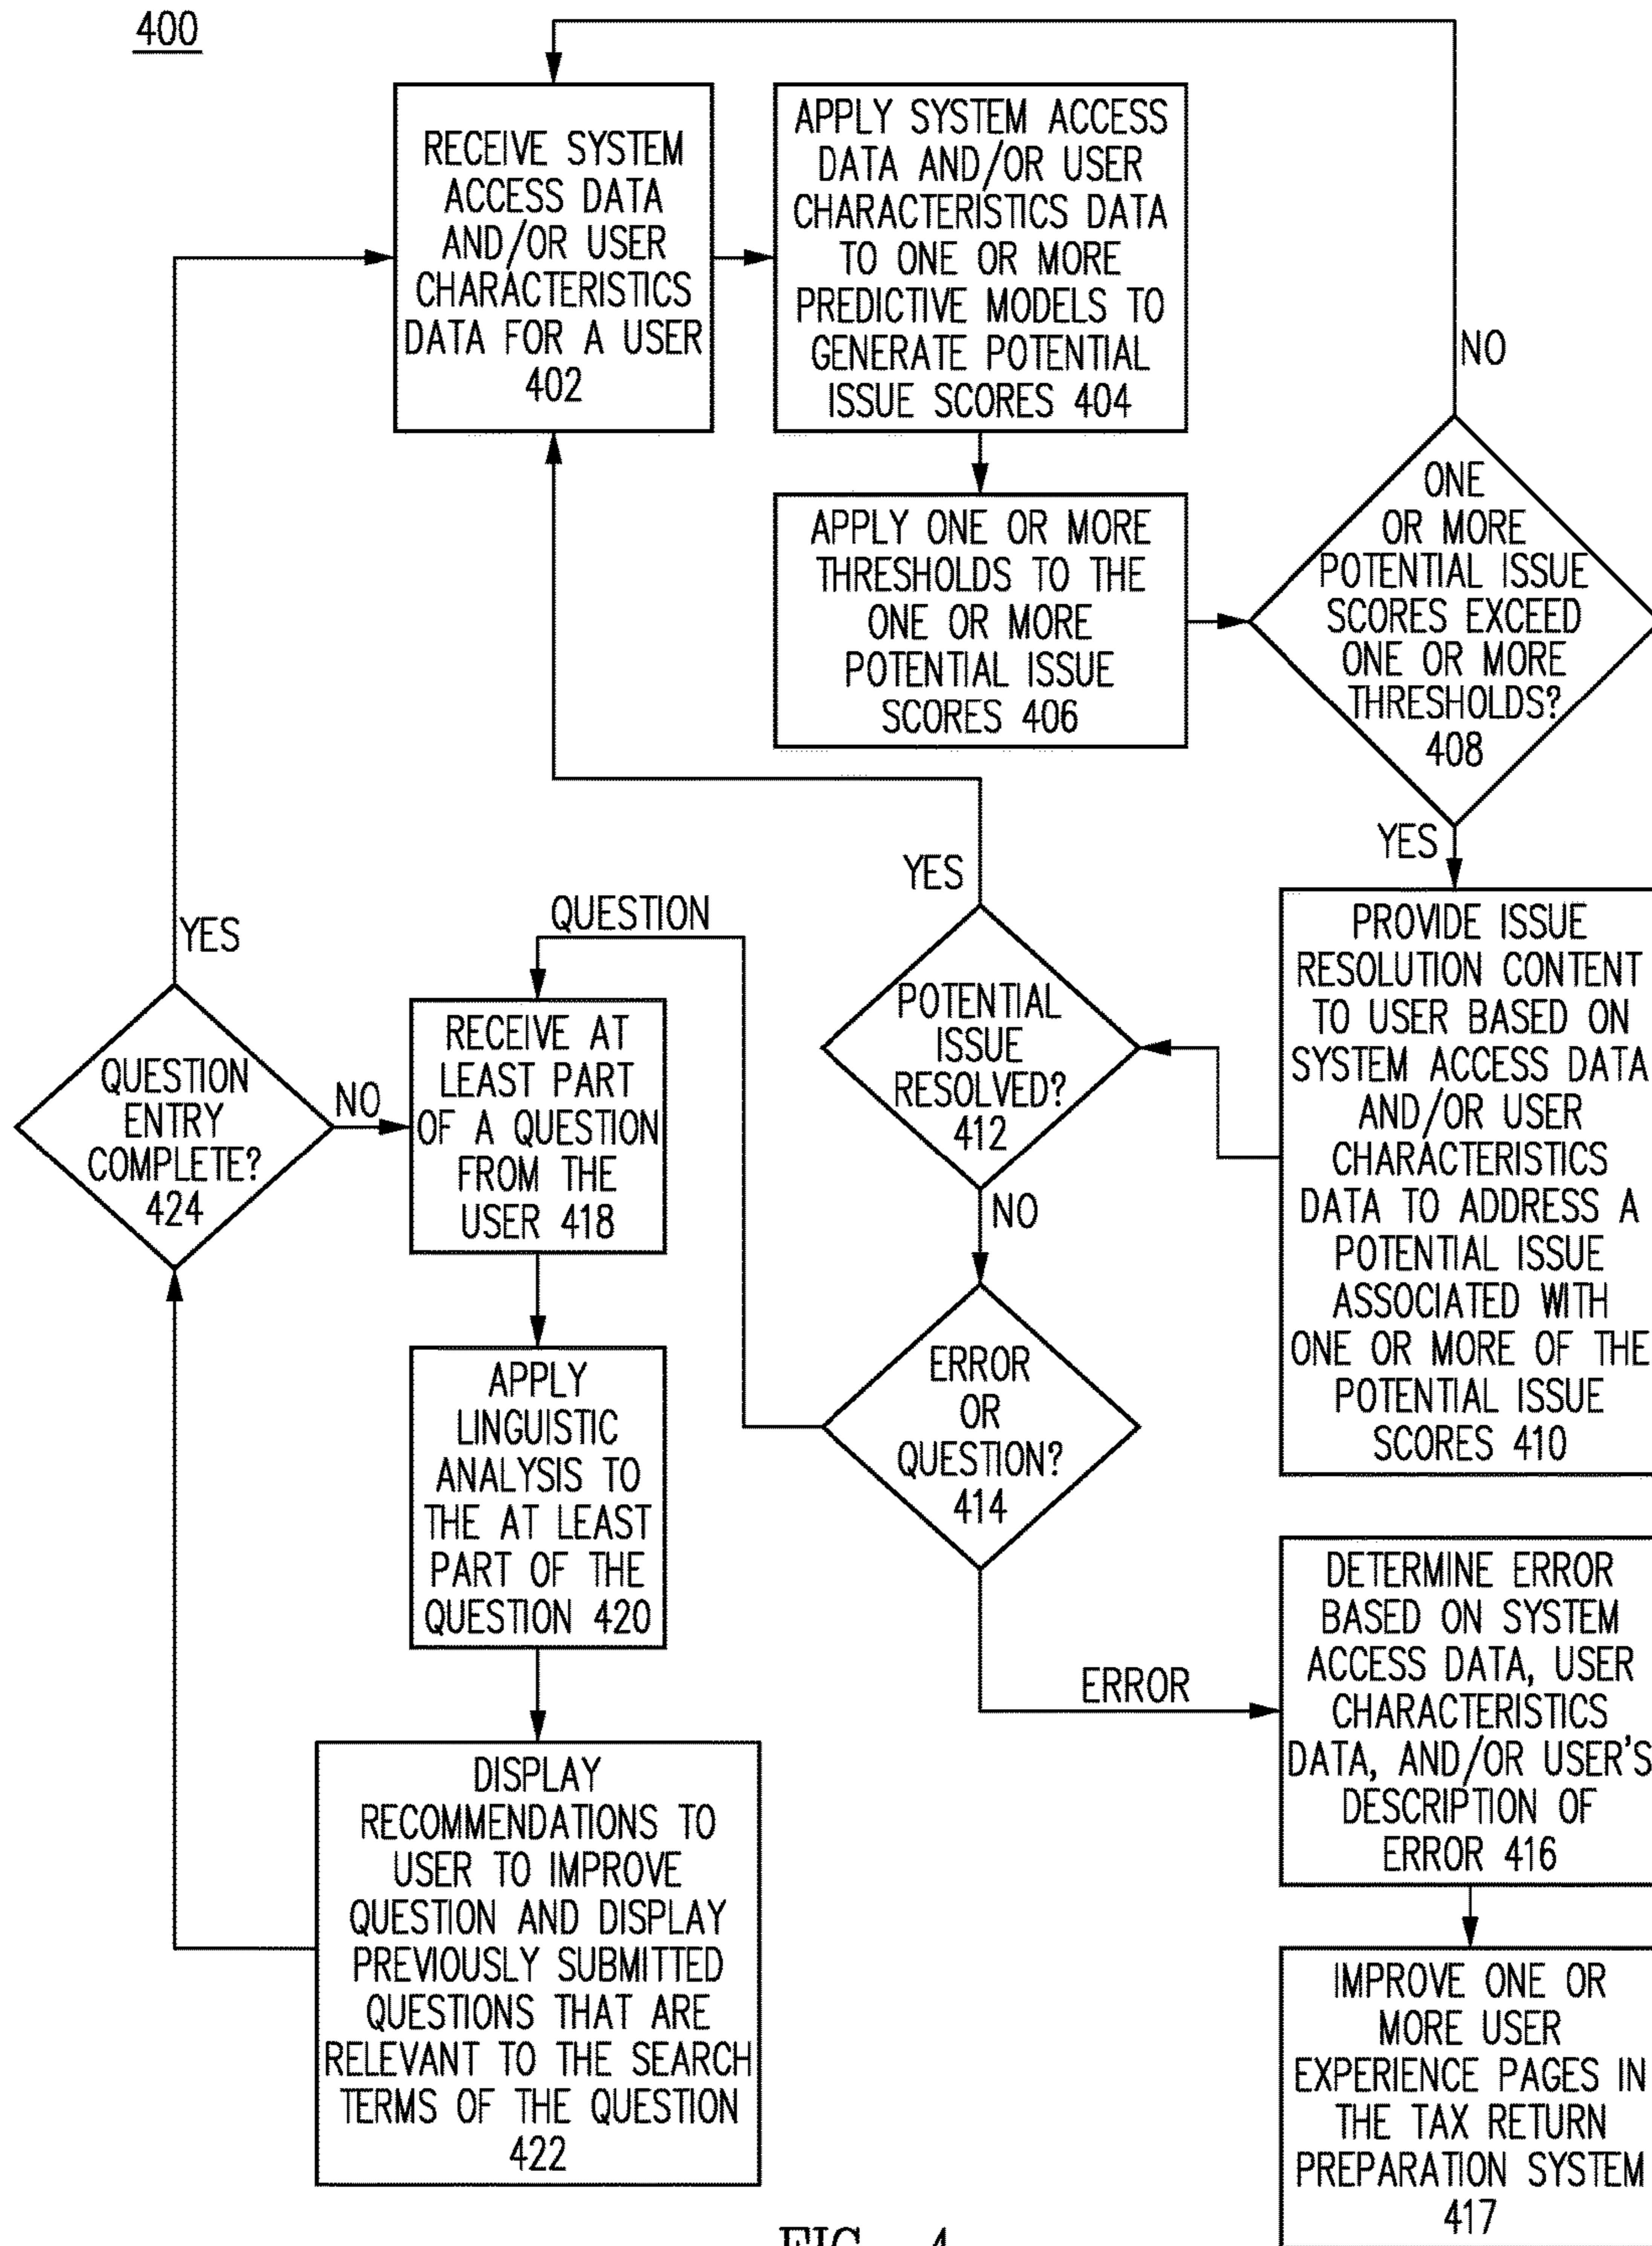 400
RECEIVE SYSTEM
ACCESS DATA
AND/OR USER
CHARACTERISTICS
DATA FOR A USER
402
APPLY SYSTEM ACCESS
DATA AND/OR USER
CHARACTERISTICS DATA
TO ONE OR MORE
PREDICTIVE MODELS TO
GENERATE POTENTIAL
ISSUE SCORES 404
NO
APPLY ONE OR MORE
THRESHOLDS TO THE
ONE OR MORE
POTENTIAL ISSUE
SCORES 406
ONE
OR MORE
POTENTIAL ISSUE
SCORES EXCEED
ONE OR MORE
THRESHOLDS?
408
YES
PROVIDE ISSUE
RESOLUTION CONTENT
TO USER BASED ON
SYSTEM ACCESS DATA
AND/OR USER
CHARACTERISTICS
DATA TO ADDRESS A
POTENTIAL ISSUE
ASSOCIATED WITH
ONE OR MORE OF THE
POTENTIAL ISSUE
SCORES 410
YES
POTENTIAL
ISSUE
RESOLVED?
412
NO
ERROR
OR
QUESTION?
414
QUESTION
RECEIVE AT
LEAST PART
OF A QUESTION
FROM THE
USER 418
APPLY
LINGUISTIC
ANALYSIS TO
THE AT LEAST
PART OF THE
QUESTION 420
DISPLAY
RECOMMENDATIONS TO
USER TO IMPROVE
QUESTION AND DISPLAY
PREVIOUSLY SUBMITTED
QUESTIONS THAT ARE
RELEVANT TO THE SEARCH
TERMS OF THE QUESTION
422
YES
QUESTION
ENTRY
COMPLETE?
424
NO
ERROR
DETERMINE ERROR
BASED ON SYSTEM
ACCESS DATA, USER
CHARACTERISTICS
DATA, AND/OR USER'S
DESCRIPTION OF
ERROR 416
IMPROVE ONE OR
MORE USER
EXPERIENCE PAGES IN
THE TAX RETURN
PREPARATION SYSTEM
417
FIG. 4